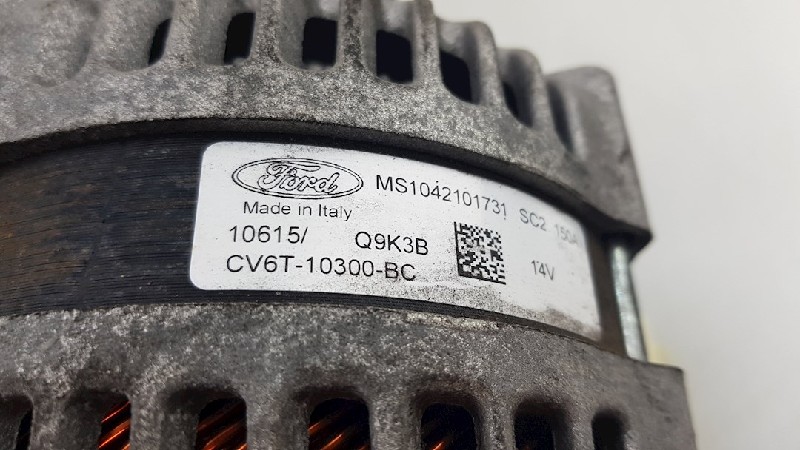 Ford MS1042101731 SC2 150A
Made in Italy
10615/ Q9K3B
CV6T-10300-BC 14V